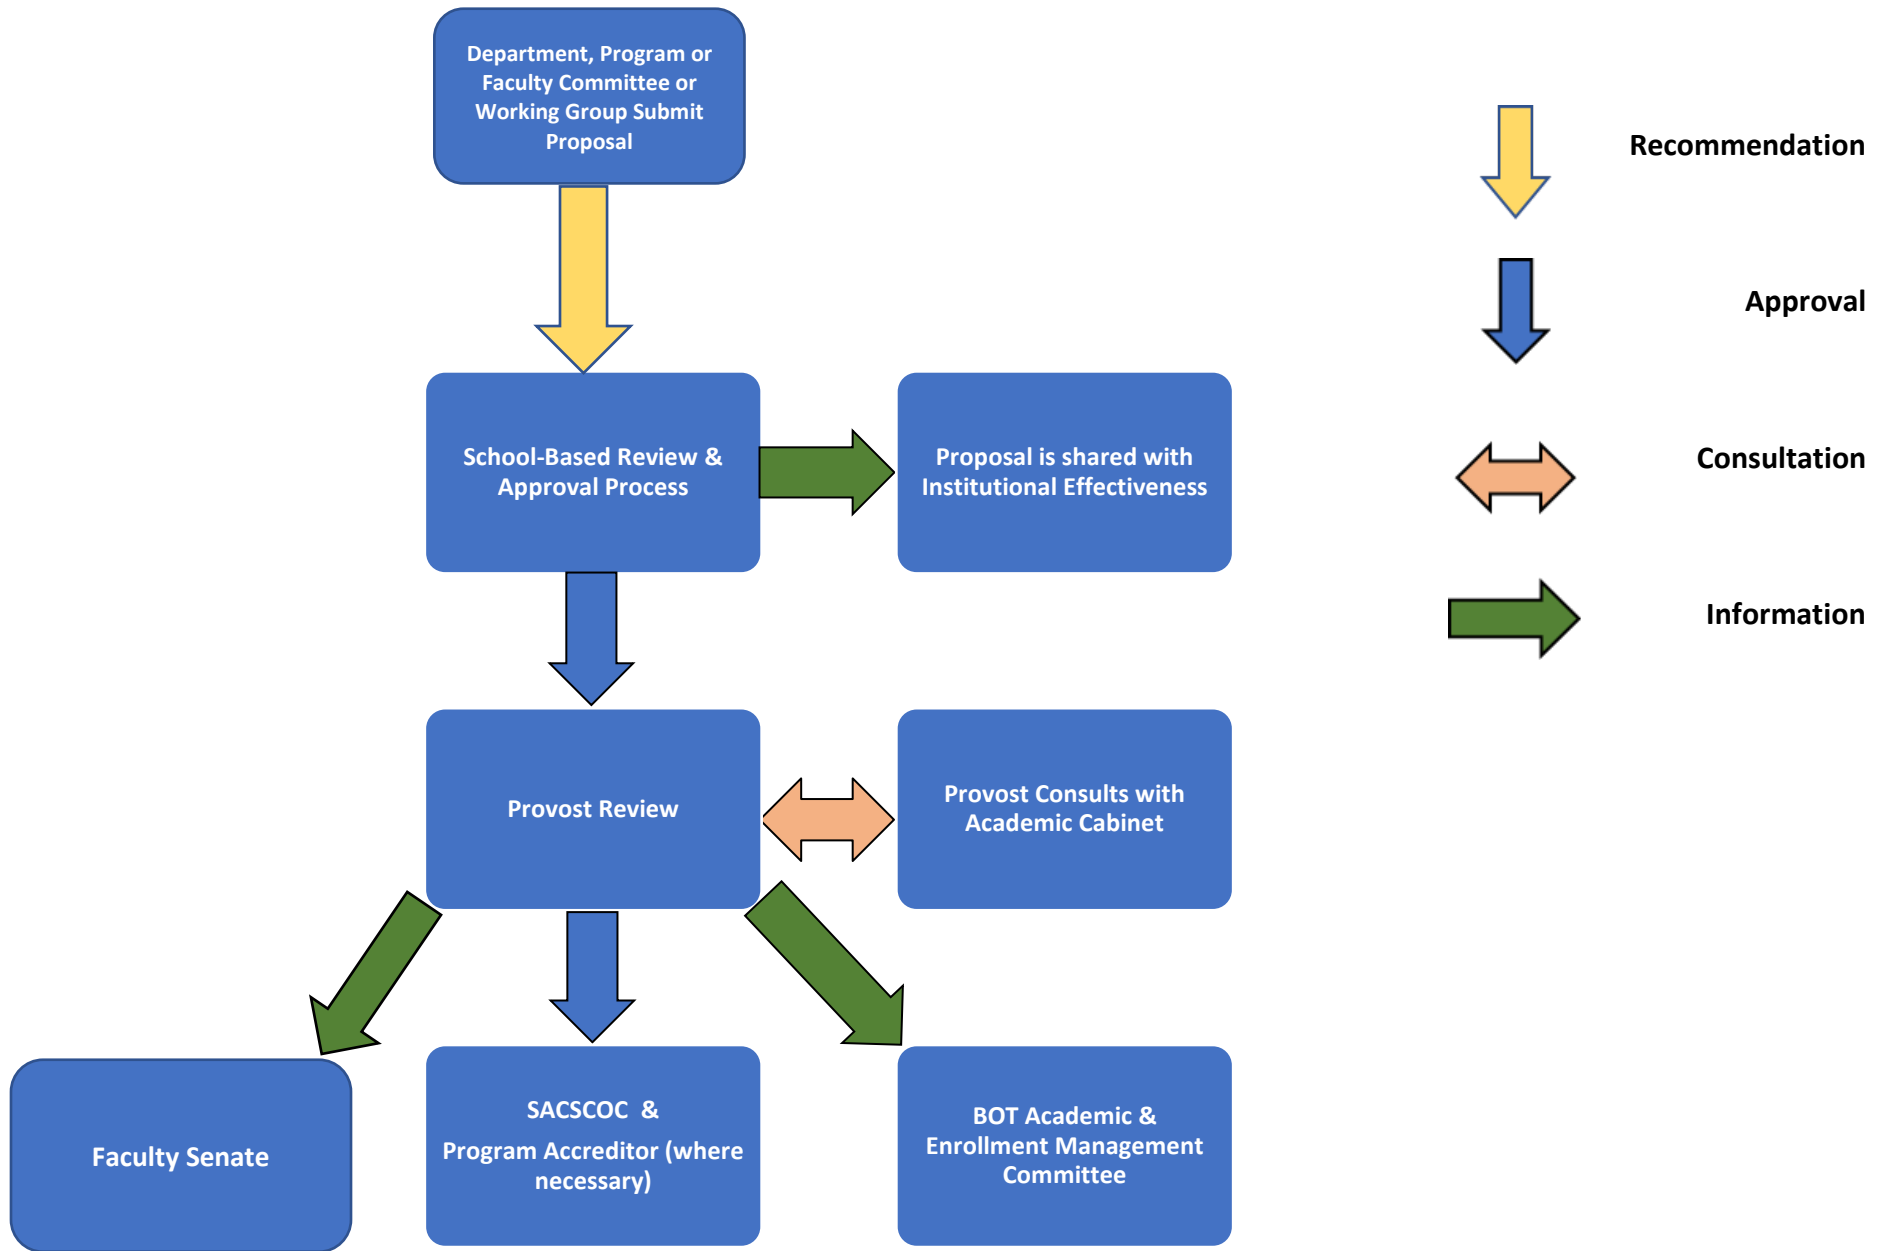 Department, Program or
Faculty Committee or
Working Group Submit
Proposal
Recommendation
Approval
School-Based Review &
Approval Process
Proposal is shared with
Institutional Effectiveness
Consultation
Information
Provost Review
Provost Consults with
Academic Cabinet
Faculty Senate
SACSCOC &
Program Accreditor (where
necessary)
BOT Academic &
Enrollment Management
Committee